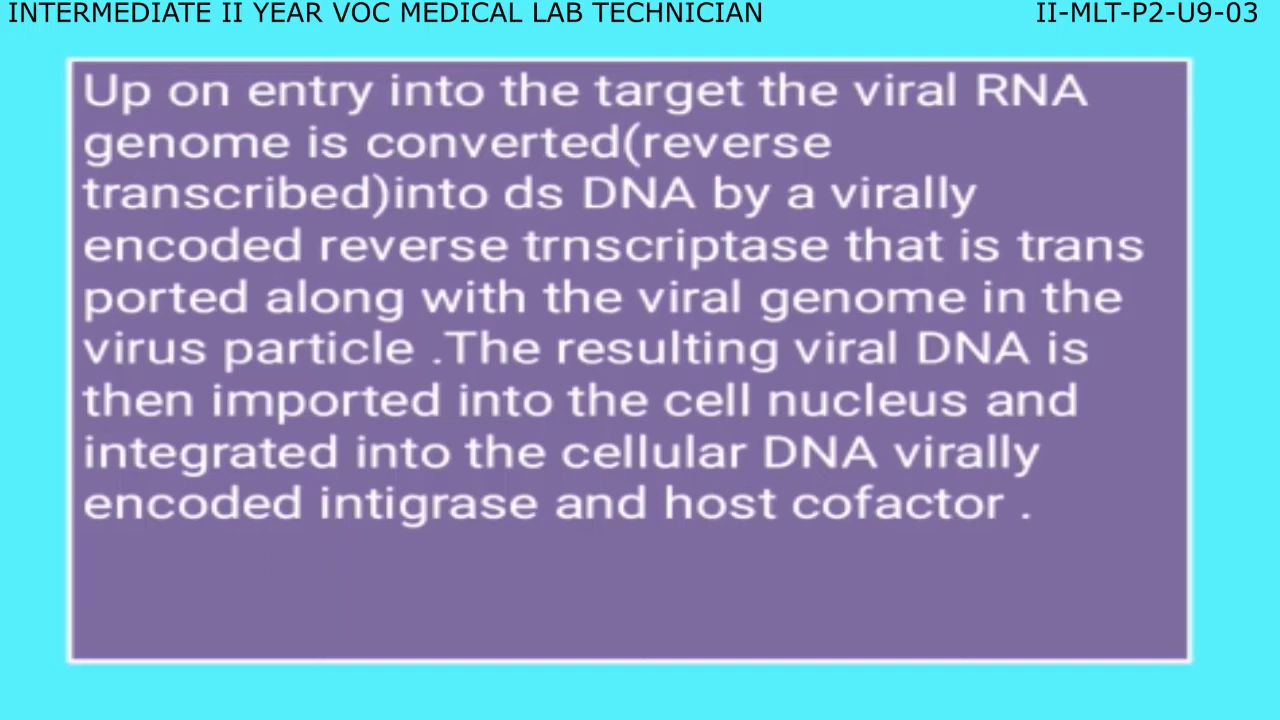 INTERMEDIATE II YEAR VOC MEDICAL LAB TECHNICIAN II-MLT-P2-U9-03
Up on entry into the target the viral RNA
genome is converted(reverse
transcribed)into ds DNA by a virally
encoded reverse trnscriptase that is trans
ported along with the viral genome in the
virus particle .The resulting viral DNA is
then imported into the cell nucleus and
integrated into the cellular DNA virally
encoded intigrase and host cofactor .